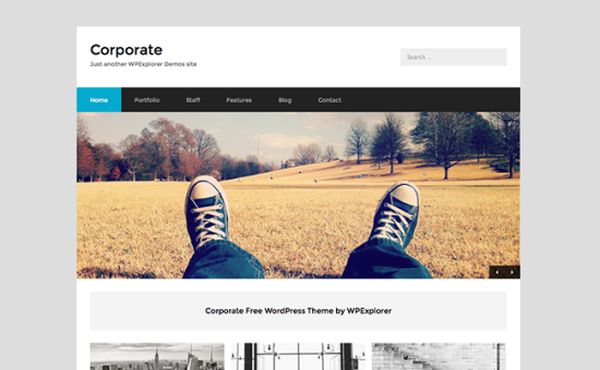 Corporate
Just another WPExplorer Demos site
Search …
Home Portfolio Staff Features Blog Contact
Corporate Free WordPress Theme by WPExplorer